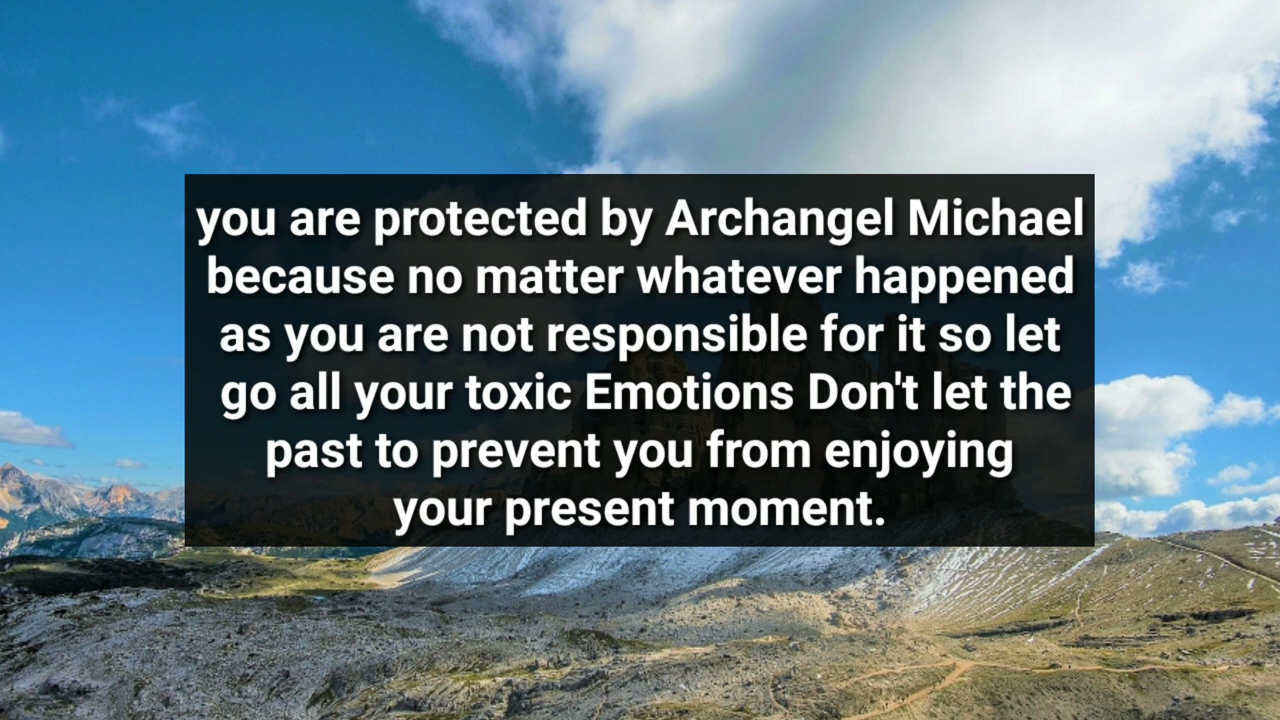 you are protected by Archangel Michael
because no matter whatever happened
as you are not responsible for it so let
go all your toxic Emotions Don't let the
past to prevent you from enjoying
your present moment.